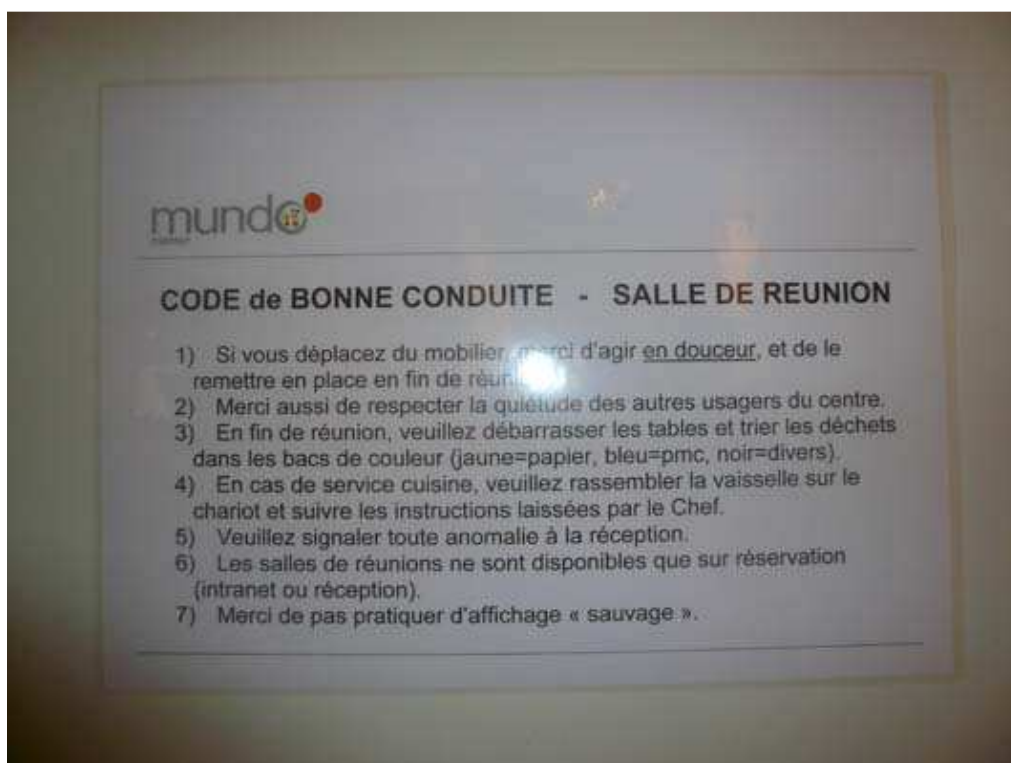 mundo
CODE de BONNE CONDUITE - SALLE DE REUNION
1) Si vous déplacez du mobilier, merci d'agir en douceur, et de le
remettre en place en fin de
2) Merci aussi de respecter la quiétude des autres usagers du centre.
3) En fin de réunion, veuillez débarrasser les tables et trier les déchets
dans les bacs de couleur (jaune=papier, bleu=pmc, noir=divers).
4) En cas de service cuisine, veuillez rassembler la vaisselle sur le
chariot et suivre les instructions laissées par le Chef.
5) Veuillez signaler toute anomalie à la réception.
6) Les salles de réunions ne sont disponibles que sur réservation
(intranet ou réception).
7) Merci de pas pratiquer d'affichage « sauvage ».